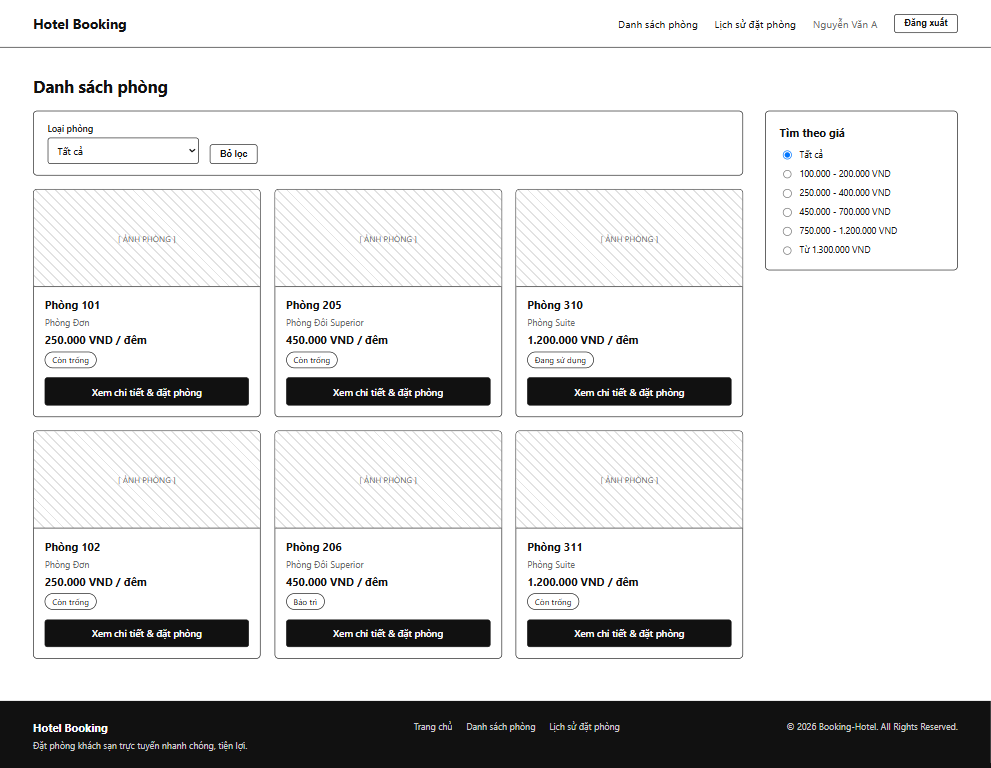 Hotel Booking
Danh sách phòng Lịch sử đặt phòng Nguyễn Văn A Đăng xuất
Danh sách phòng
Loại phòng
Tất cả
Bỏ lọc
Tìm theo giá
Tất cả
100.000 - 200.000 VND
250.000 - 400.000 VND
450.000 - 700.000 VND
750.000 - 1.200.000 VND
Từ 1.300.000 VND
[ ẢNH PHÒNG ]
Phòng 101
Phòng Đơn
250.000 VND / đêm
Còn trống
Xem chi tiết & đặt phòng
[ ẢNH PHÒNG ]
Phòng 205
Phòng Đôi Superior
450.000 VND / đêm
Còn trống
Xem chi tiết & đặt phòng
[ ẢNH PHÒNG ]
Phòng 310
Phòng Suite
1.200.000 VND / đêm
Đang sử dụng
Xem chi tiết & đặt phòng
[ ẢNH PHÒNG ]
Phòng 102
Phòng Đơn
250.000 VND / đêm
Còn trống
Xem chi tiết & đặt phòng
[ ẢNH PHÒNG ]
Phòng 206
Phòng Đôi Superior
450.000 VND / đêm
Bảo trì
Xem chi tiết & đặt phòng
[ ẢNH PHÒNG ]
Phòng 311
Phòng Suite
1.200.000 VND / đêm
Còn trống
Xem chi tiết & đặt phòng
Hotel Booking
Đặt phòng khách sạn trực tuyến nhanh chóng, tiện lợi.
Trang chủ Danh sách phòng Lịch sử đặt phòng
© 2026 Booking-Hotel. All Rights Reserved.